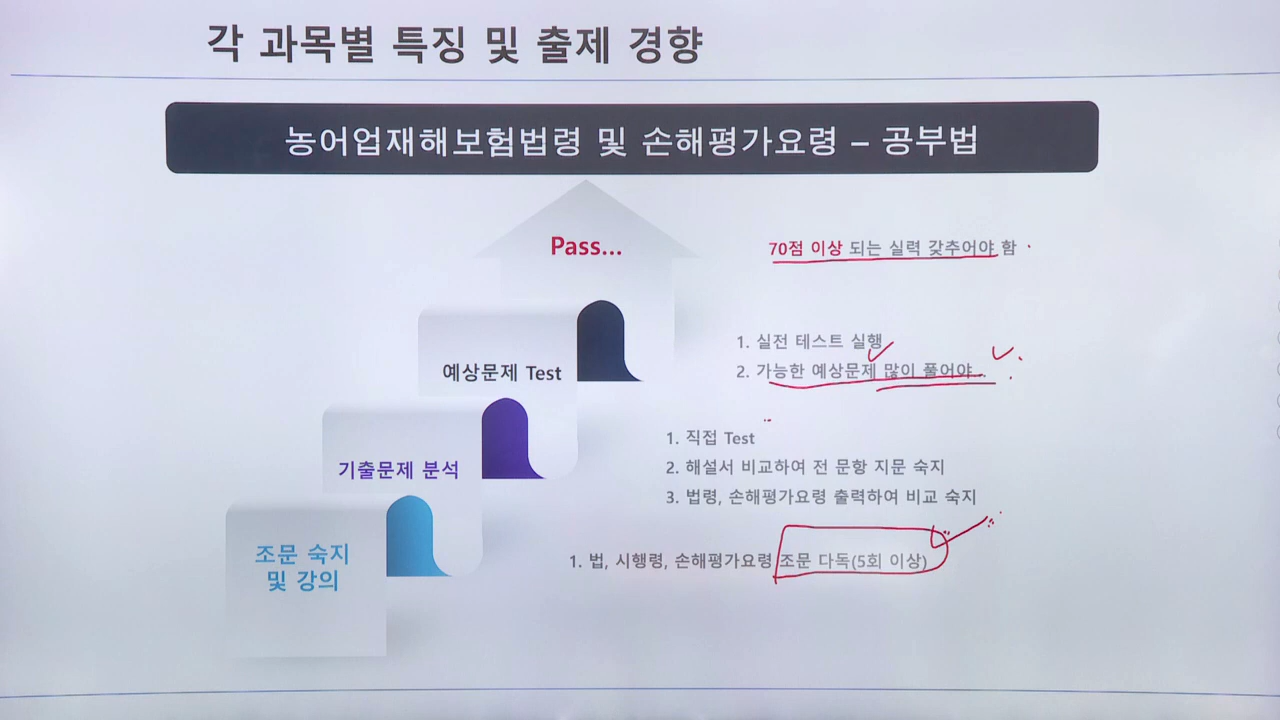 각 과목별 특징 및 출제 경향
농어업재해보험법령 및 손해평가요령 – 공부법
Pass...
70점 이상 되는 실력 갖추어야 함
예상문제 Test
1. 실전 테스트 실행
2. 가능한 예상문제 많이 풀어야..
기출문제 분석
1. 직접 Test
2. 해설서 비교하여 전 문항 지문 숙지
3. 법령, 손해평가요령 출력하여 비교 숙지
조문 숙지
및 강의
1. 법, 시행령, 손해평가요령 조문 다독(5회 이상)